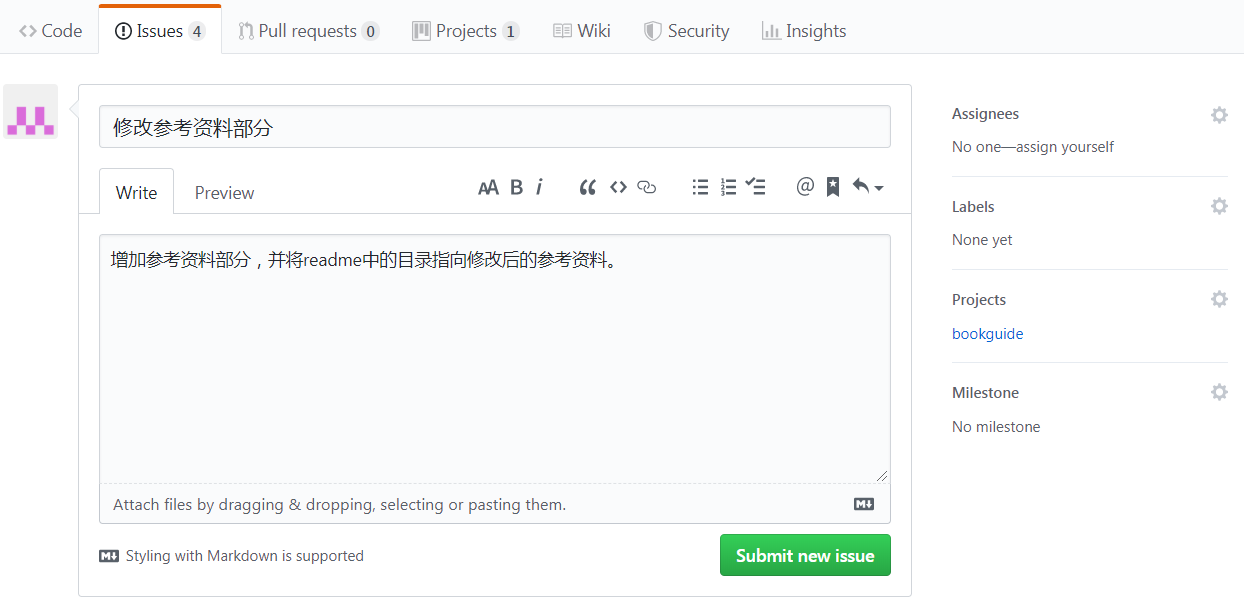 Code Issues 4 Pull requests 0 Projects 1 Wiki Security Insights
修改参考资料部分
Write Preview AA B i
增加参考资料部分，并将readme中的目录指向修改后的参考资料。
Attach files by dragging & dropping, selecting or pasting them.
Styling with Markdown is supported
Submit new issue
Assignees
No one—assign yourself
Labels
None yet
Projects
bookguide
Milestone
No milestone